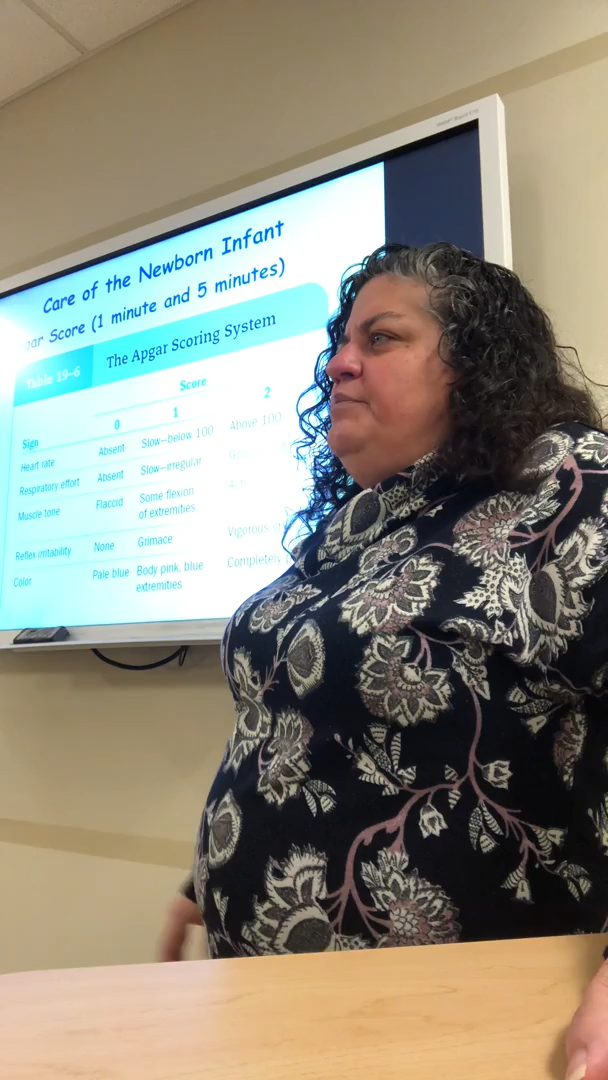 Care of the Newborn Infant
gar Score (1 minute and 5 minutes)
Table 19–6
The Apgar Scoring System
Score
Sign 0 1 2
Heart rate Absent Slow—below 100 Above 100
Respiratory effort Absent Slow—irregular
Muscle tone Flaccid Some flexion
of extremities
Reflex irritability None Grimace Vigorous
Color Pale blue Body pink, blue Completely
extremities